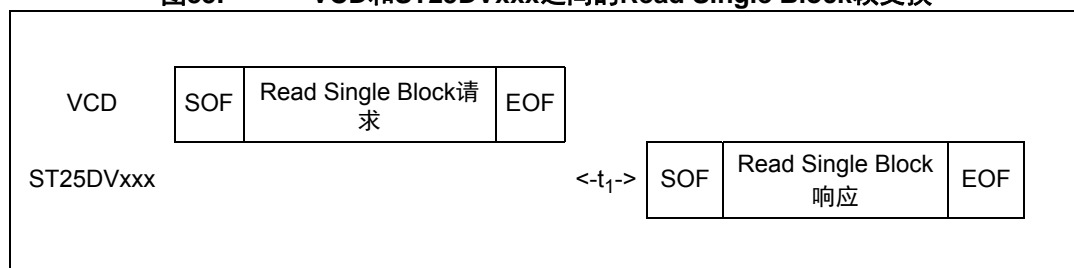 VCD SOF Read Single Block请 EOF
求
ST25DVxxx <-t1-> SOF Read Single Block EOF
响应